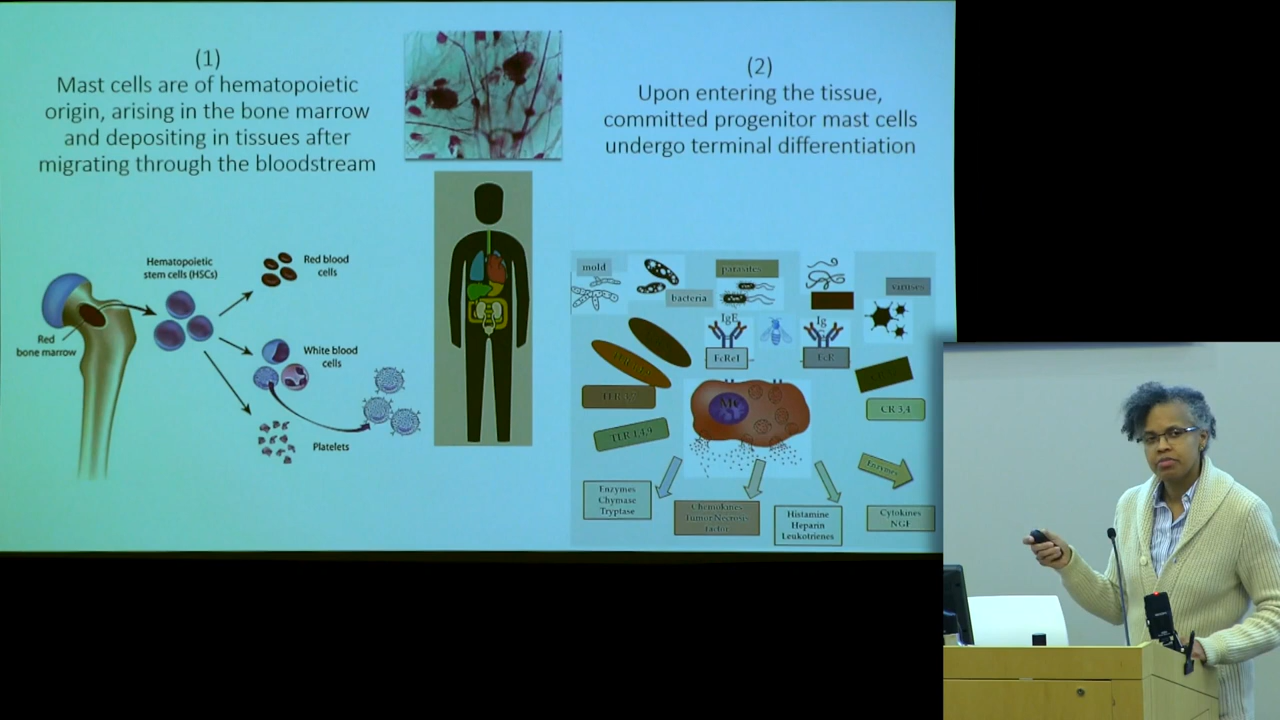 (1)
Mast cells are of hematopoietic
origin, arising in the bone marrow
and depositing in tissues after
migrating through the bloodstream
(2)
Upon entering the tissue,
committed progenitor mast cells
undergo terminal differentiation
Hematopoietic
stem cells (HSCs)
Red blood
cells
Red
bone marrow
White blood
cells
Platelets
mold
bacteria
parasites
viruses
IgE
Ig
FcReI
FcR
MC
CR 3,4
TLR 1,4,9
Enzymes
Enzymes
Chymase
Tryptase
Chemokines
Tumor Necrosis
factor
Histamine
Heparin
Leukotrienes
Cytokines
NGF